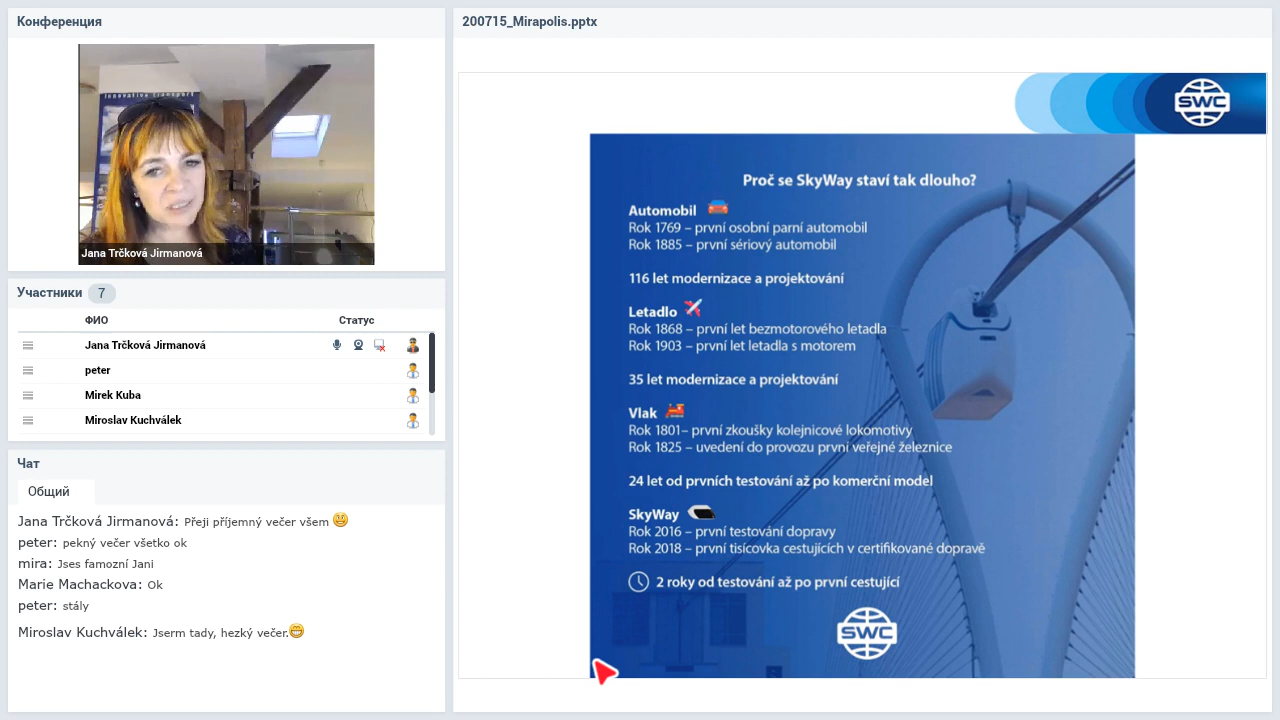 Конференция
Innovative transport
Jana Trčková Jirmanová
Участники 7
ФИО Статус
Jana Trčková Jirmanová
peter
Mirek Kuba
Miroslav Kuchválek
Чат
Общий
Jana Trčková Jirmanová: Přeji příjemný večer všem
peter: pekný večer všetko ok
mira: Jses famozní Jani
Marie Machackova: Ok
peter: stály
Miroslav Kuchválek: Jserm tady, hezký večer.
200715_Mirapolis.pptx
SWC
Proč se SkyWay staví tak dlouho?
Automobil
Rok 1769 – první osobní parní automobil
Rok 1885 – první sériový automobil
116 let modernizace a projektování
Letadlo
Rok 1868 – první let bezmotorového letadla
Rok 1903 – první let letadla s motorem
35 let modernizace a projektování
Vlak
Rok 1801– první zkoušky kolejnicové lokomotivy
Rok 1825 – uvedení do provozu první veřejné železnice
24 let od prvních testování až po komerční model
SkyWay
Rok 2016 – první testování dopravy
Rok 2018 – první tisícovka cestujících v certifikované dopravě
2 roky od testování až po první cestující
SWC